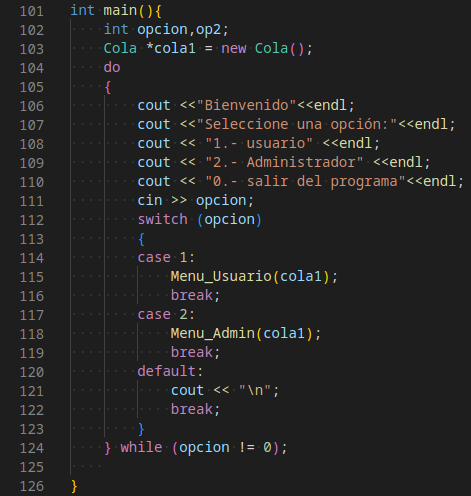 101 int main(){
102     int opcion,op2;
103     Cola *cola1 = new Cola();
104     do
105     {
106         cout <<"Bienvenido"<<endl;
107         cout <<"Seleccione una opción:"<<endl;
108         cout << "1.- usuario" <<endl;
109         cout << "2.- Administrador" <<endl;
110         cout << "0.- salir del programa"<<endl;
111         cin >> opcion;
112         switch (opcion)
113         {
114         case 1:
115             Menu_Usuario(cola1);
116             break;
117         case 2:
118             Menu_Admin(cola1);
119             break;
120         default:
121             cout << "\n";
122             break;
123         }
124     } while (opcion != 0);
125
126 }